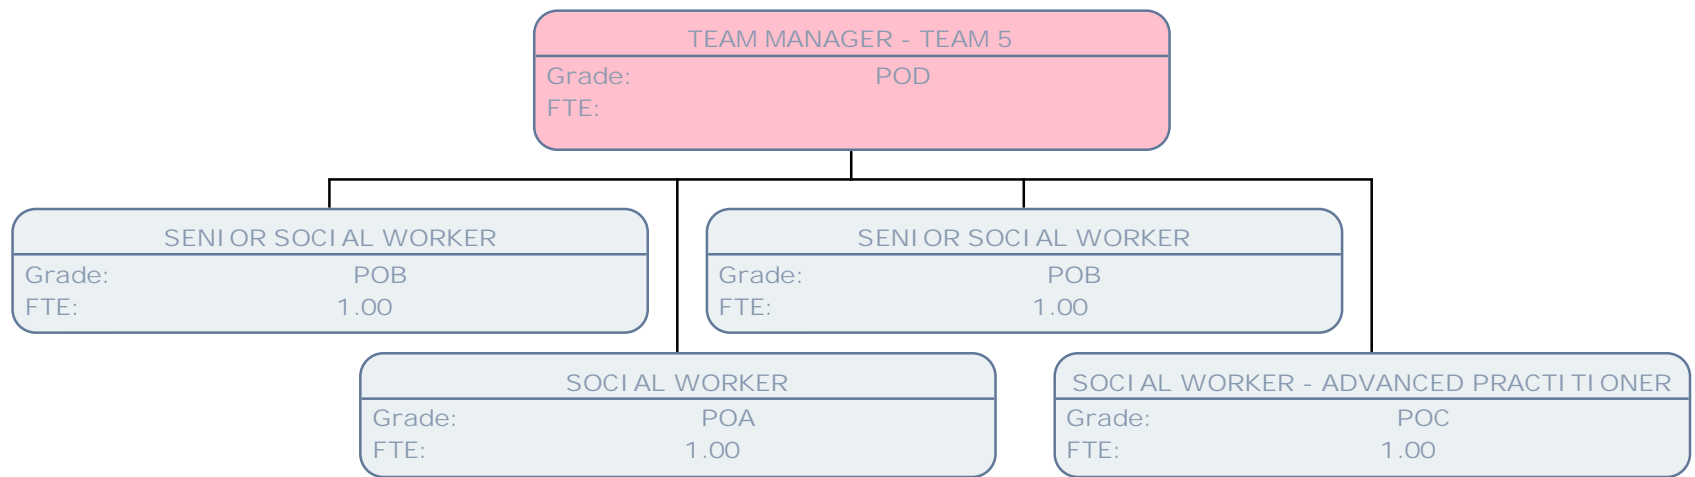 TEAM MANAGER - TEAM 5
Grade: POD
FTE:
SENIOR SOCIAL WORKER
Grade: POB
FTE: 1.00
SENIOR SOCIAL WORKER
Grade: POB
FTE: 1.00
SOCIAL WORKER
Grade: POA
FTE: 1.00
SOCIAL WORKER - ADVANCED PRACTITIONER
Grade: POC
FTE: 1.00